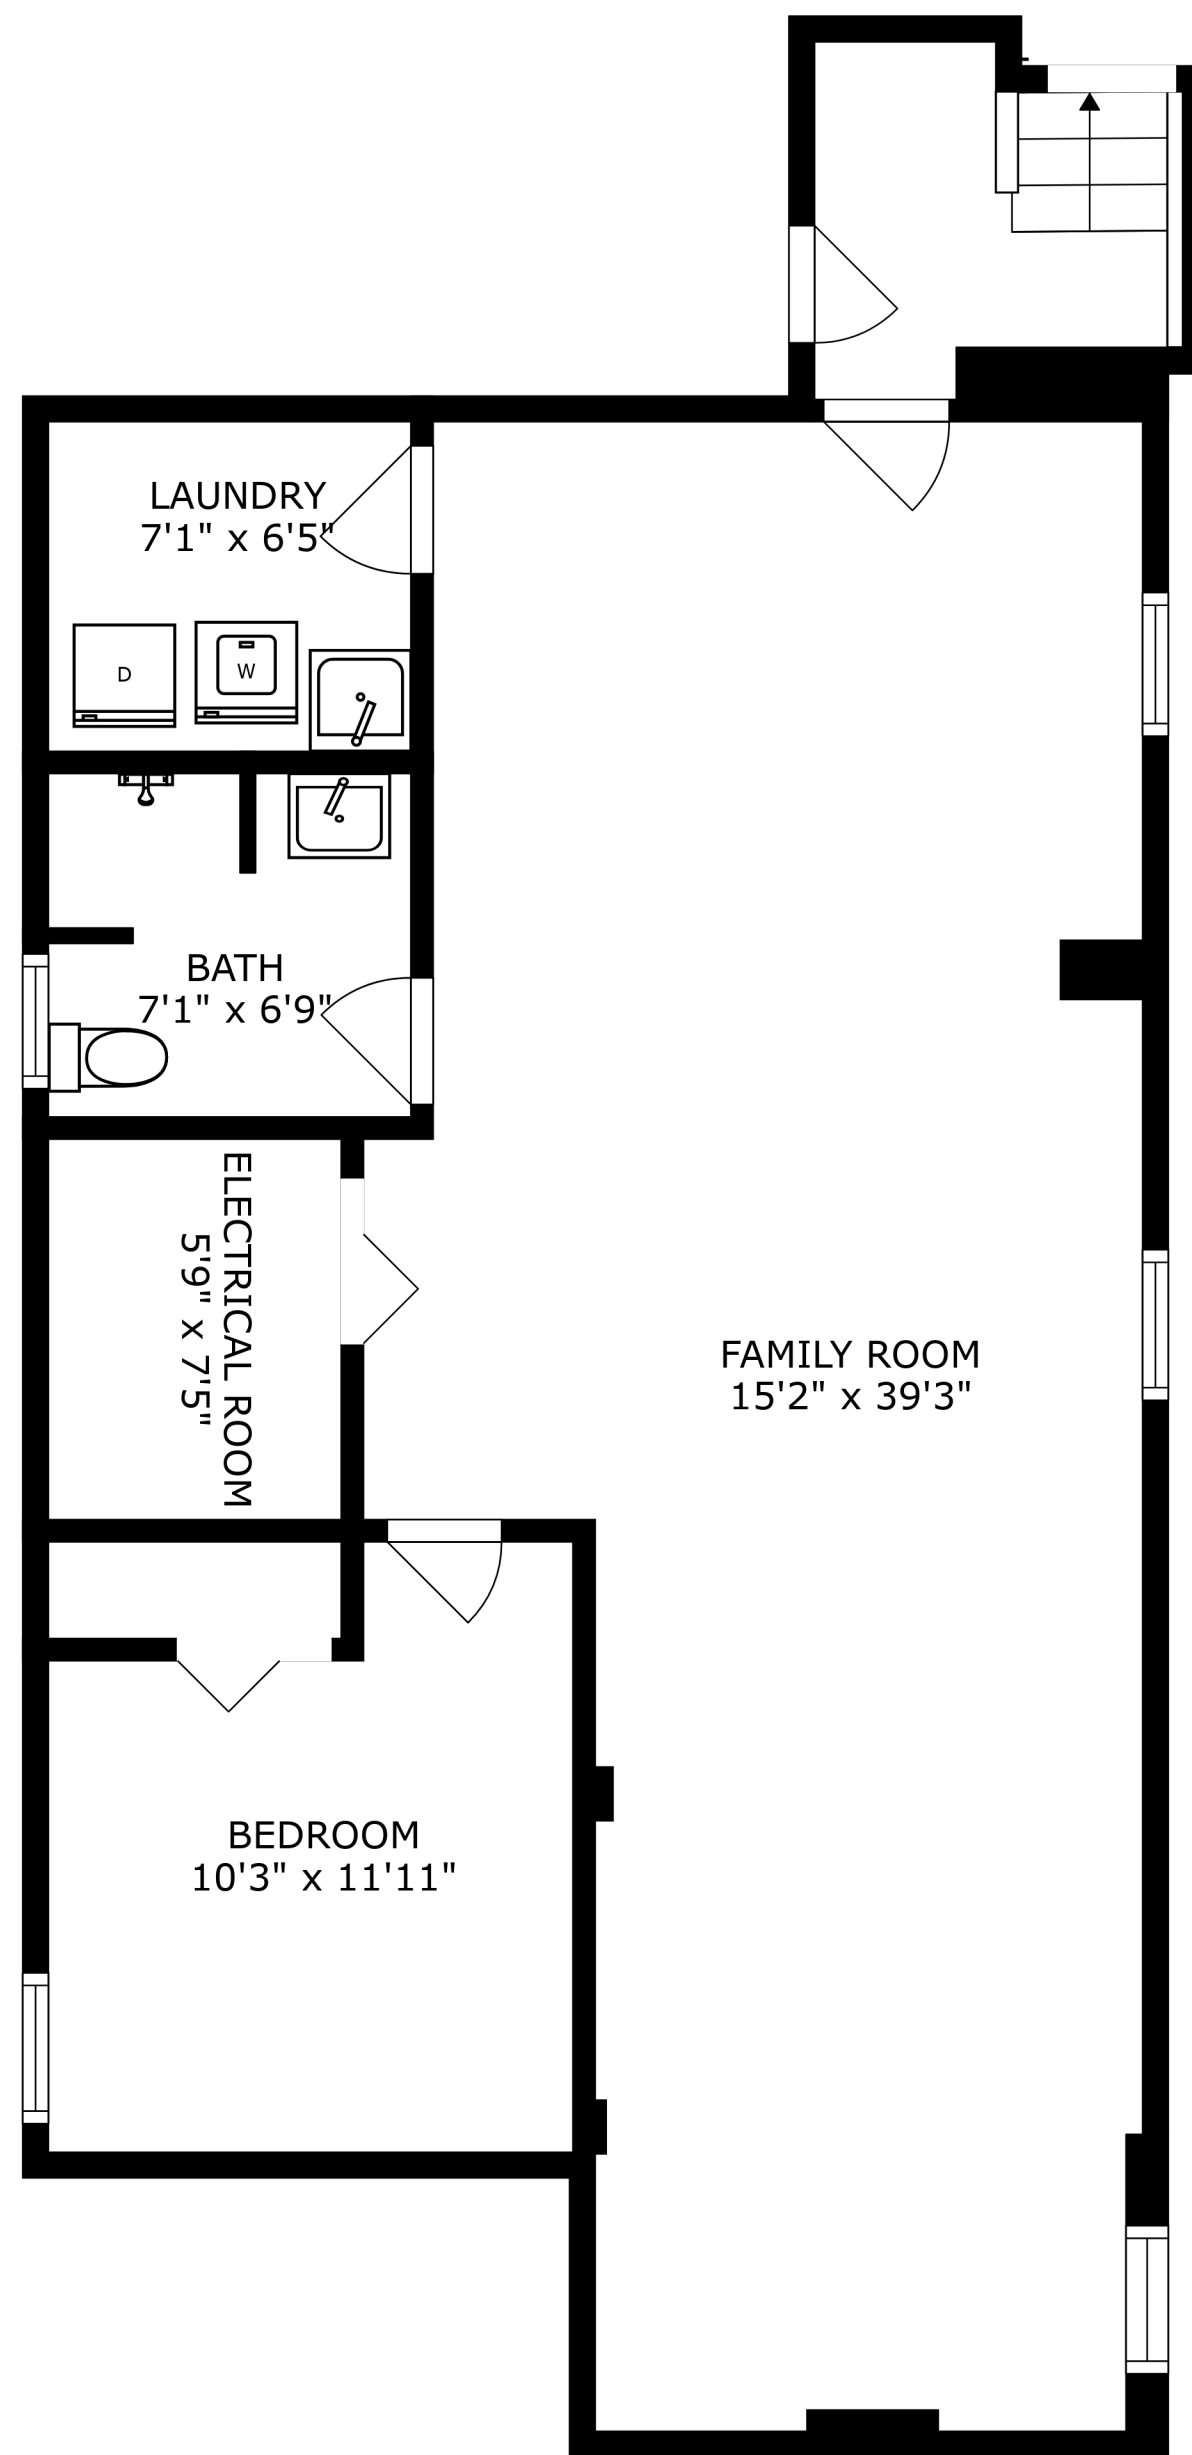 LAUNDRY
7'1" x 6'5"
D
W
BATH
7'1" x 6'9"
ELECTRICAL ROOM
5'9" x 7'5"
FAMILY ROOM
15'2" x 39'3"
BEDROOM
10'3" x 11'11"